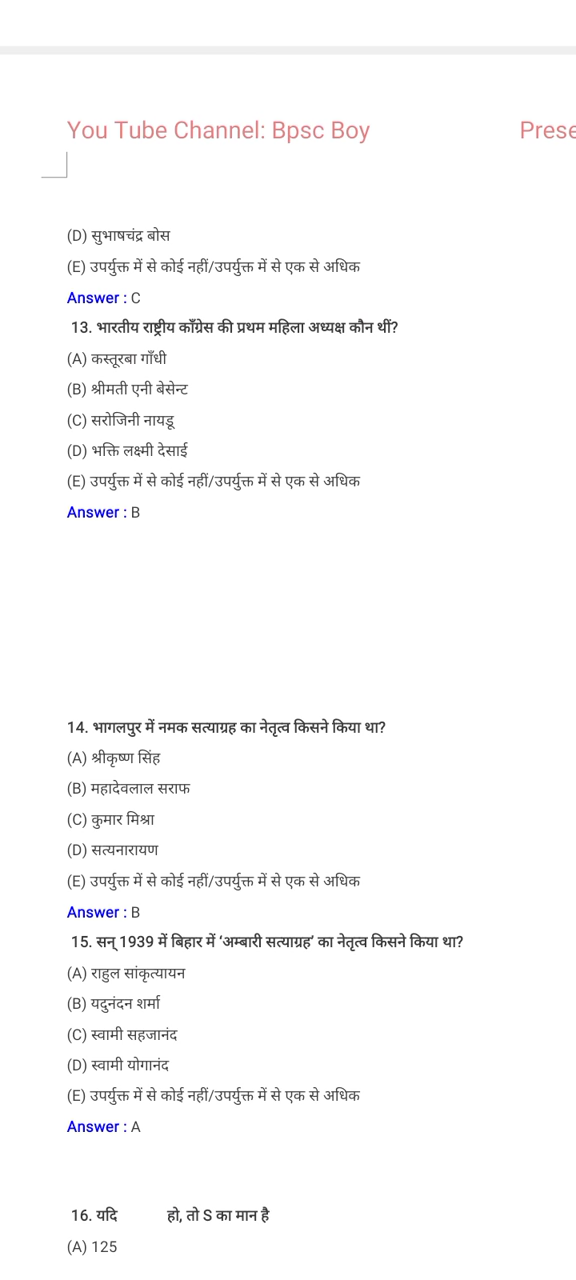 You Tube Channel: Bpsc Boy Prese
(D) सुभाषचंद्र बोस
(E) उपर्युक्त में से कोई नहीं/उपर्युक्त में से एक से अधिक
Answer : C
13. भारतीय राष्ट्रीय काँग्रेस की प्रथम महिला अध्यक्ष कौन थीं?
(A) कस्तूरबा गाँधी
(B) श्रीमती एनी बेसेन्ट
(C) सरोजिनी नायडू
(D) भक्ति लक्ष्मी देसाई
(E) उपर्युक्त में से कोई नहीं/उपर्युक्त में से एक से अधिक
Answer : B
14. भागलपुर में नमक सत्याग्रह का नेतृत्व किसने किया था?
(A) श्रीकृष्ण सिंह
(B) महादेवलाल सराफ
(C) कुमार मिश्रा
(D) सत्यनारायण
(E) उपर्युक्त में से कोई नहीं/उपर्युक्त में से एक से अधिक
Answer : B
15. सन् 1939 में बिहार में ‘अम्बारी सत्याग्रह’ का नेतृत्व किसने किया था?
(A) राहुल सांकृत्यायन
(B) यदुनंदन शर्मा
(C) स्वामी सहजानंद
(D) स्वामी योगानंद
(E) उपर्युक्त में से कोई नहीं/उपर्युक्त में से एक से अधिक
Answer : A
16. यदि हो, तो S का मान है
(A) 125